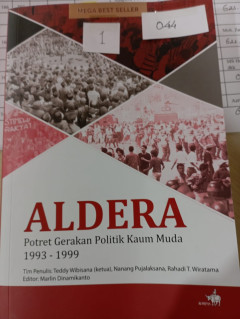 MEGA BEST SELLER
1
044
ALDERA
Potret Gerakan Politik Kaum Muda
1993 - 1999
Tim Penulis: Teddy Wibisana (ketua), Nanang Pujalaksana, Rahadi T. Wiratama
Editor: Marlin Dinamikanto